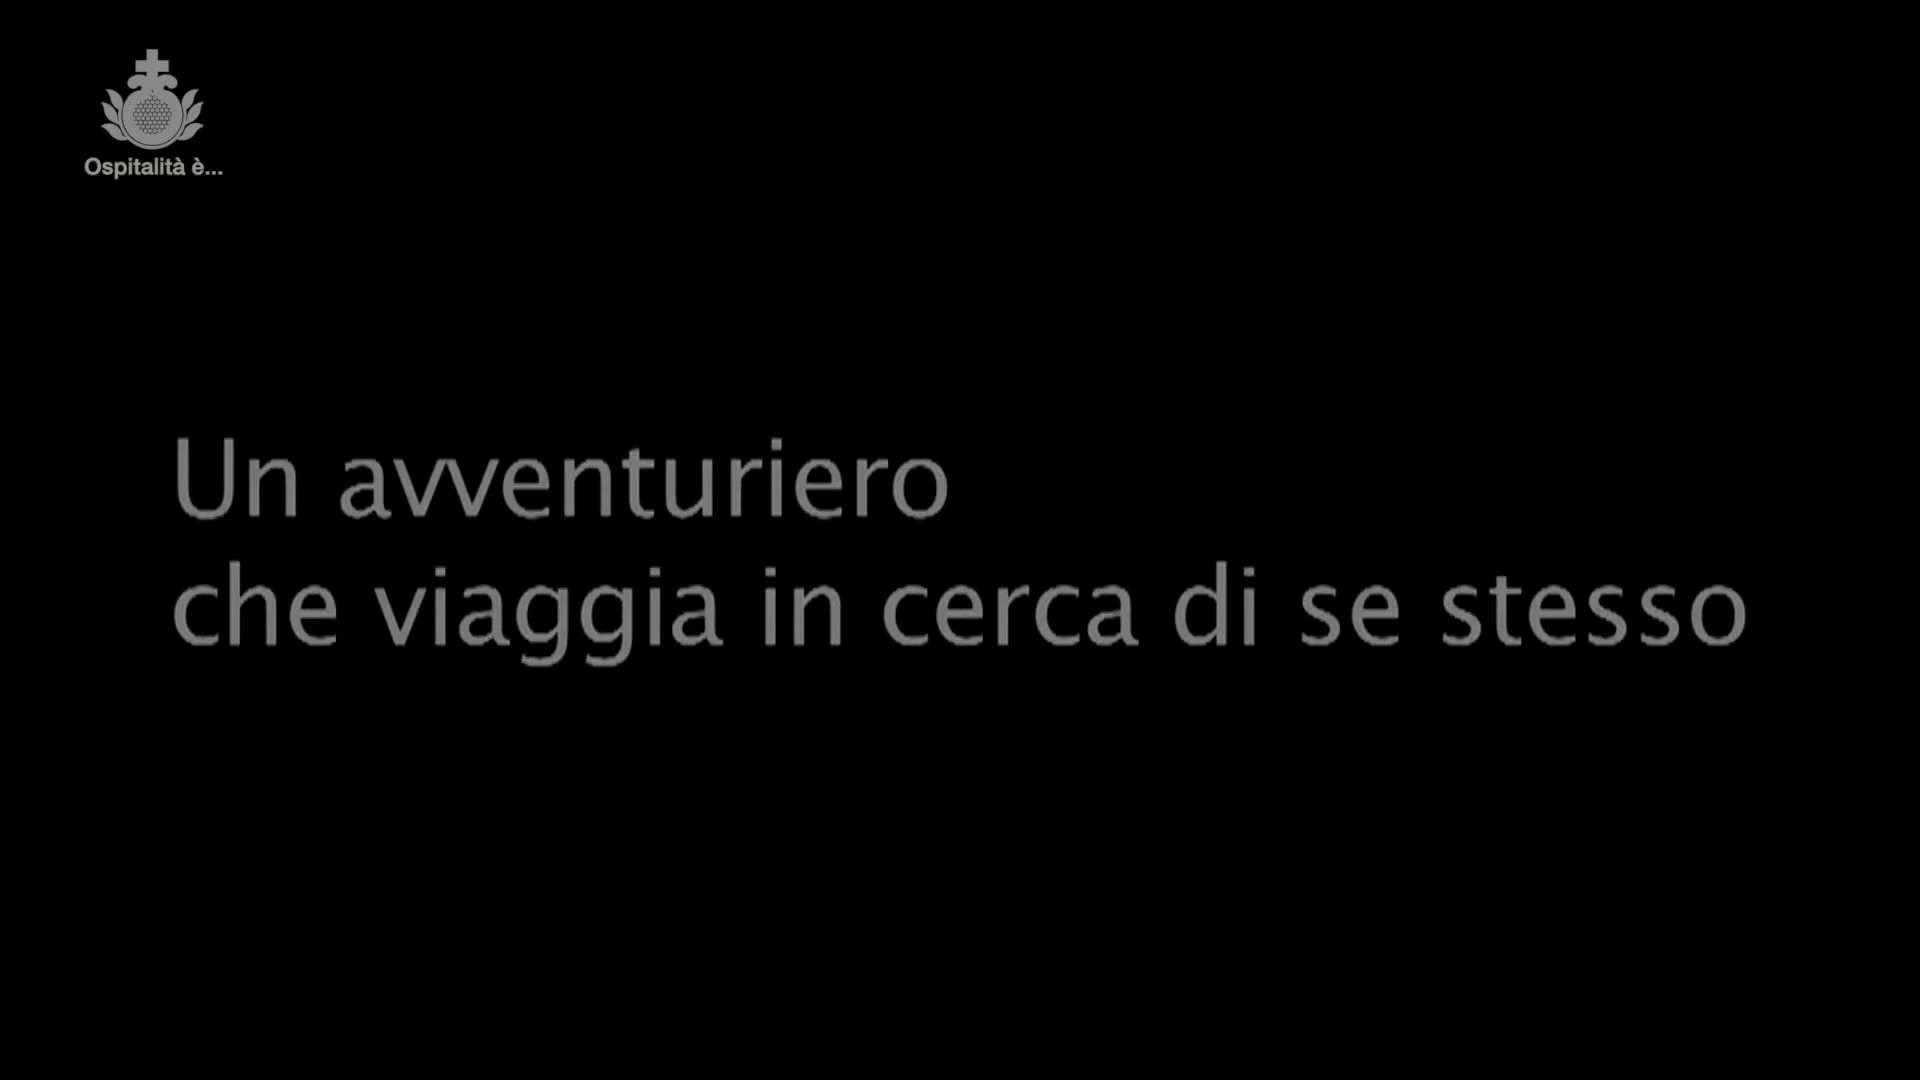 Ospitalità è...
Un avventuriero
che viaggia in cerca di se stesso